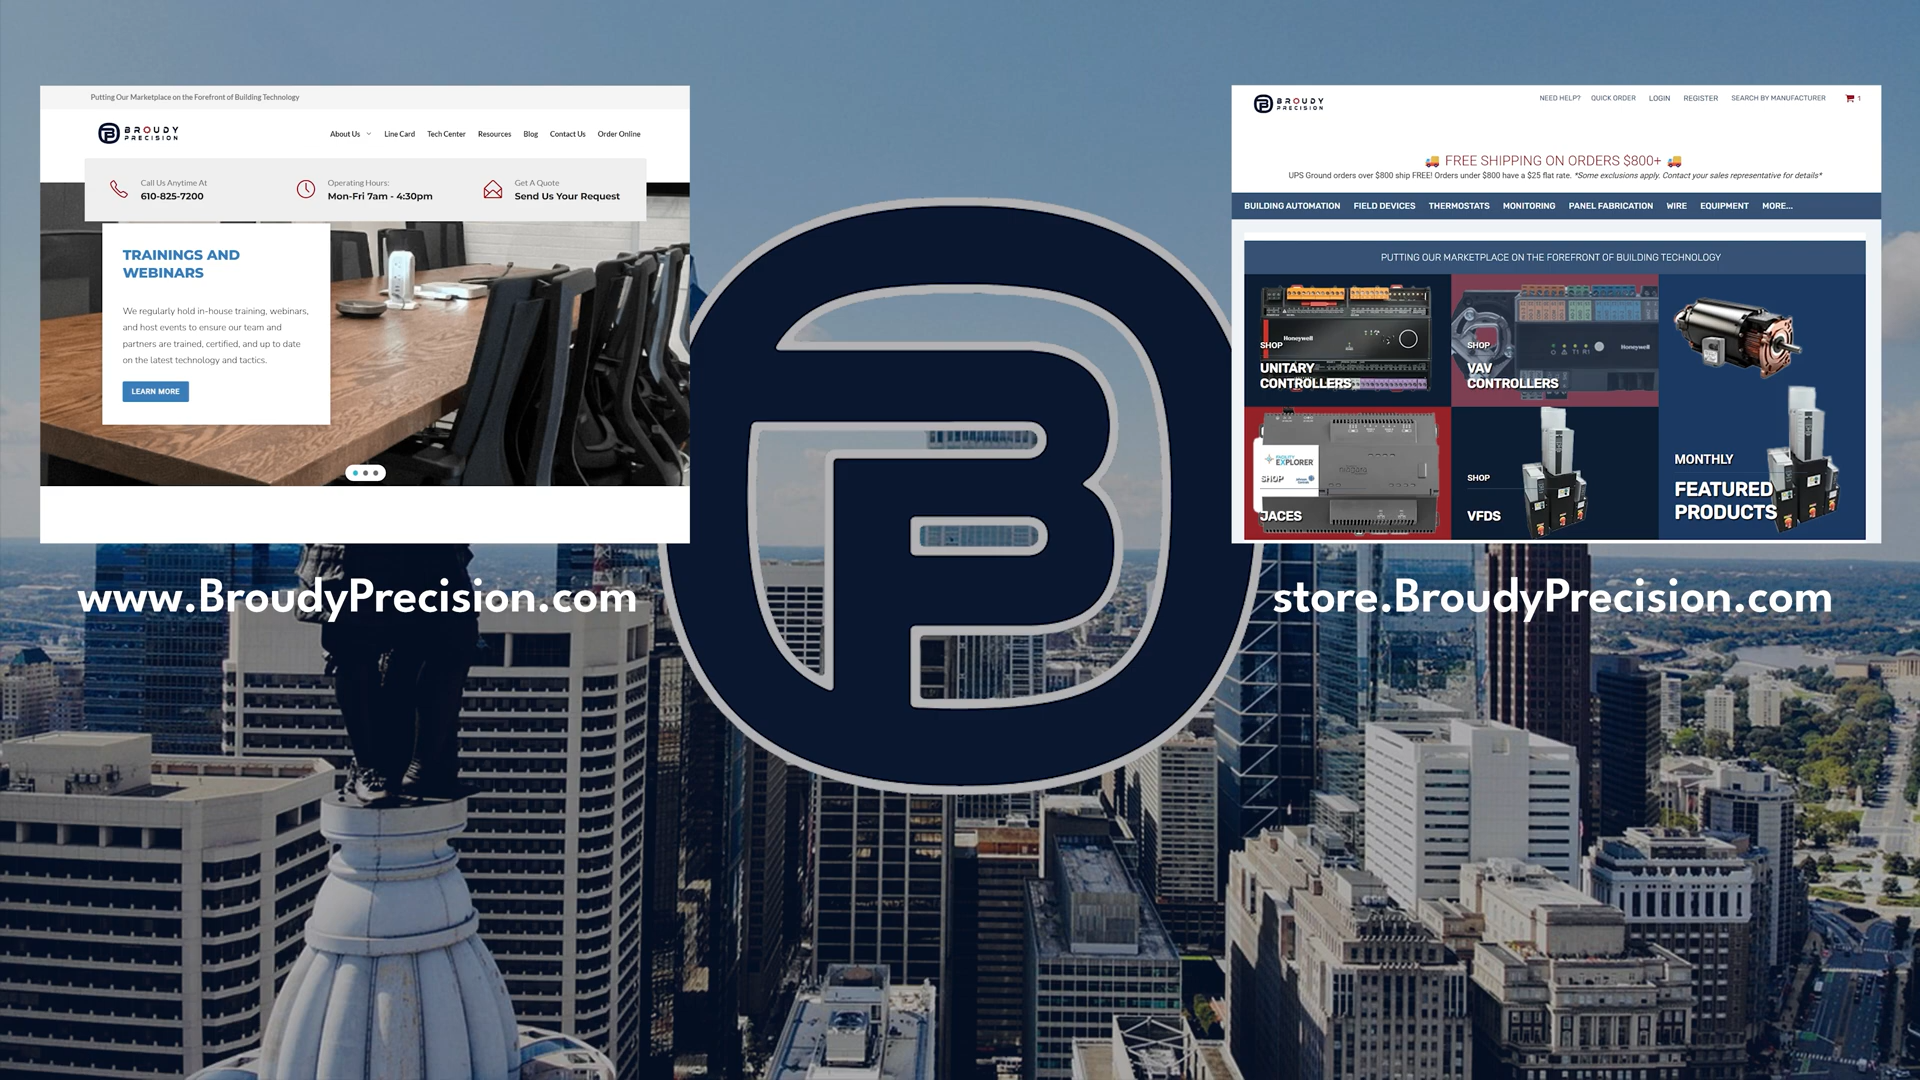 Putting Our Marketplace on the Forefront of Building Technology
BROUDY
PRECISION
About Us
Line Card
Tech Center
Resources
Blog
Contact Us
Order Online
Call Us Anytime At
610-825-7200
Operating Hours:
Mon-Fri 7am - 4:30pm
Get A Quote
Send Us Your Request
TRAININGS AND
WEBINARS
We regularly hold in-house training, webinars,
and host events to ensure our team and
partners are trained, certified, and up to date
on the latest technology and tactics.
LEARN MORE
www.BroudyPrecision.com
BROUDY
PRECISION
NEED HELP?
QUICK ORDER
LOGIN
REGISTER
SEARCH BY MANUFACTURER
1
FREE SHIPPING ON ORDERS $800+
UPS Ground orders over $800 ship FREE! Orders under $800 have a $25 flat rate. *Some exclusions apply. Contact your sales representative for details*
BUILDING AUTOMATION
FIELD DEVICES
THERMOSTATS
MONITORING
PANEL FABRICATION
WIRE
EQUIPMENT
MORE...
PUTTING OUR MARKETPLACE ON THE FOREFRONT OF BUILDING TECHNOLOGY
Honeywell
SHOP
UNITARY
CONTROLLERS
Honeywell
SHOP
VAV
CONTROLLERS
FACILITY
EXPLORER
niagara
SHOP
JACES
SHOP
VFDS
MONTHLY
FEATURED
PRODUCTS
store.BroudyPrecision.com